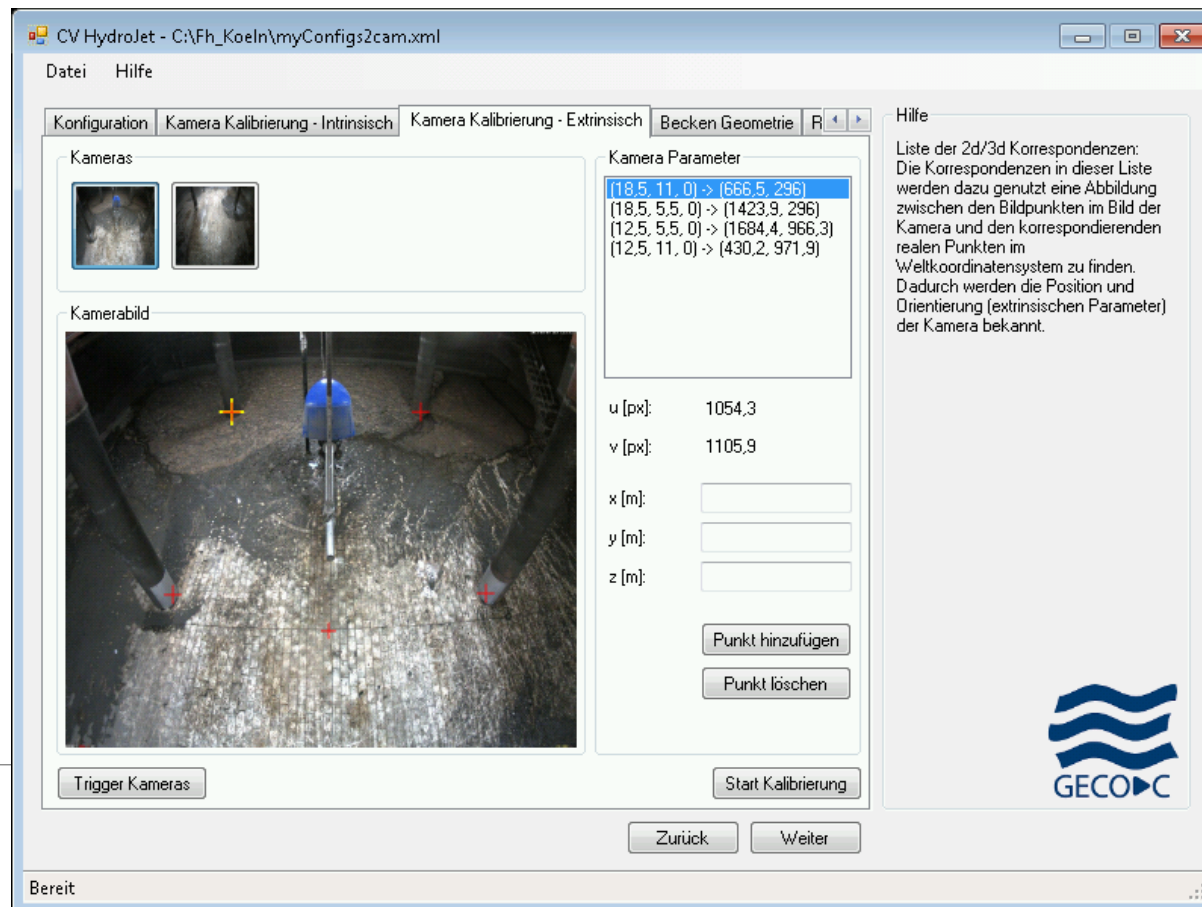 CV HydroJet - C:\Fh_Koeln\myConfigs2cam.xml
Datei Hilfe
Konfiguration Kamera Kalibrierung - Intrinsisch Kamera Kalibrierung - Extrinsisch Becken Geometrie R
Kameras
Kamerabild
Trigger Kameras
Kamera Parameter
(18,5, 11, 0) -> (666,5, 296)
(18,5, 5,5, 0) -> (1423,9, 296)
(12,5, 5,5, 0) -> (1684,4, 966,3)
(12,5, 11, 0) -> (430,2, 971,9)
u [px]: 1054,3
v [px]: 1105,9
x [m]:
y [m]:
z [m]:
Punkt hinzufügen
Punkt löschen
Start Kalibrierung
Zurück Weiter
Hilfe
Liste der 2d/3d Korrespondenzen:
Die Korrespondenzen in dieser Liste
werden dazu genutzt eine Abbildung
zwischen den Bildpunkten im Bild der
Kamera und den korrespondierenden
realen Punkten im
Weltkoordinatensystem zu finden.
Dadurch werden die Position und
Orientierung (extrinsischen Parameter)
der Kamera bekannt.
GECO C
Bereit